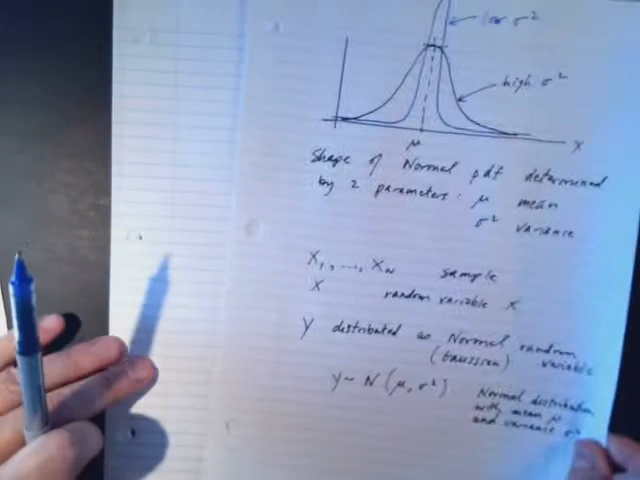 low σ²
high σ²
μ
x
Shape of Normal pdf determined
by 2 parameters: μ mean
σ² variance
X₁, ..., X_N sample
X random variable X
Y distributed as Normal random
(Gaussian) variable
Y ~ N(μ, σ²) Normal distribution
with mean μ
and variance σ²